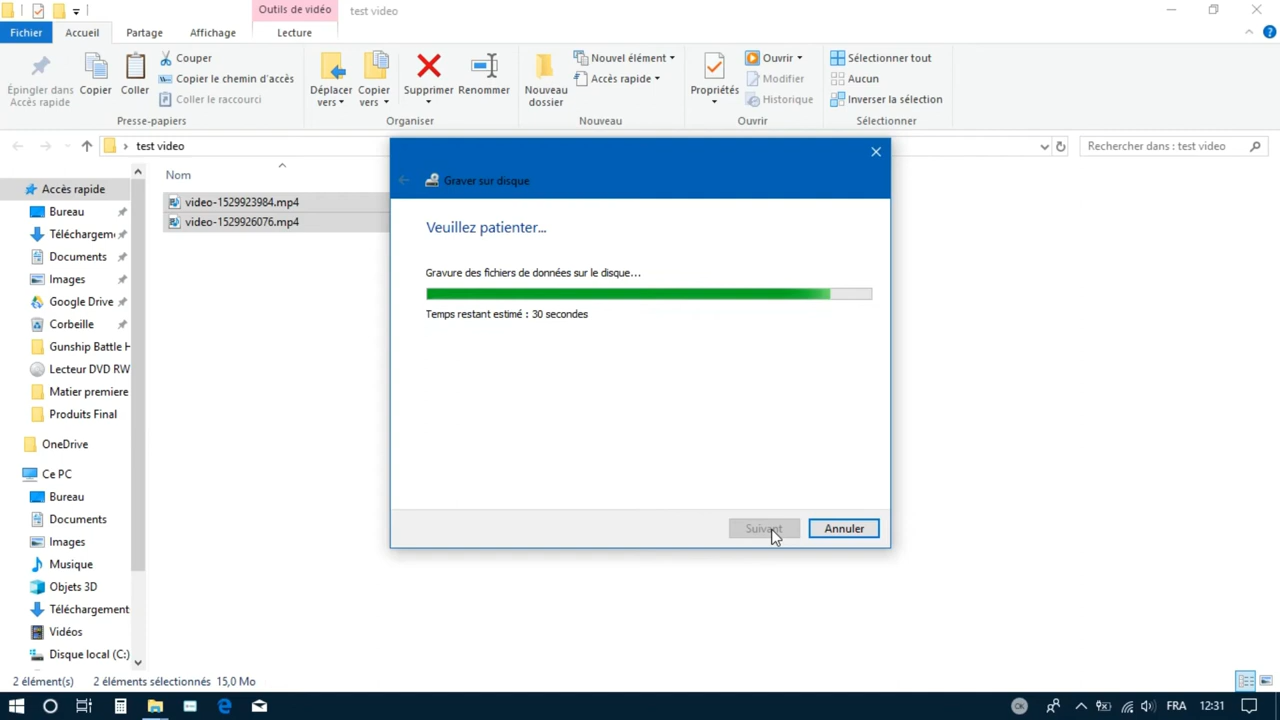 Outils de vidéo
test video
Fichier
Accueil
Partage
Affichage
Lecture
Épingler dans
Accès rapide
Copier
Coller
Couper
Copier le chemin d'accès
Coller le raccourci
Presse-papiers
Déplacer
vers
Copier
vers
Supprimer
Renommer
Organiser
Nouveau
dossier
Nouvel élément
Accès rapide
Nouveau
Propriétés
Ouvrir
Modifier
Historique
Ouvrir
Sélectionner tout
Aucun
Inverser la sélection
Sélectionner
test video
Rechercher dans : test video
Accès rapide
Bureau
Téléchargem
Documents
Images
Google Drive
Corbeille
Gunship Battle H
Lecteur DVD RW
Matier premiere
Produits Final
OneDrive
Ce PC
Bureau
Documents
Images
Musique
Objets 3D
Téléchargement
Vidéos
Disque local (C:)
Nom
video-1529923984.mp4
video-1529926076.mp4
Graver sur disque
Veuillez patienter...
Gravure des fichiers de données sur le disque...
Temps restant estimé : 30 secondes
Suivant
Annuler
2 élément(s)
2 éléments sélectionnés 15,0 Mo
OK
FRA
12:31